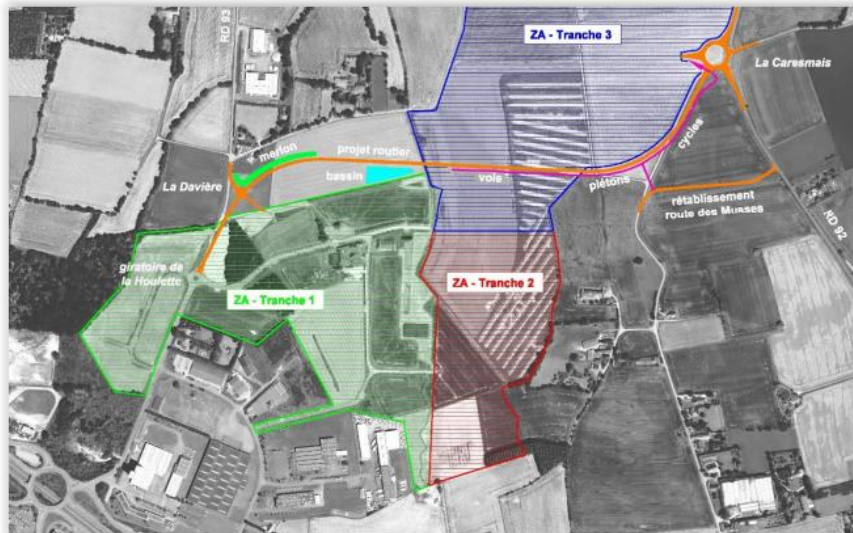 RD 93
ZA - Tranche 3
La Caresmais
merlon
projet routier
cycles
La Davière
bassin
voie
piétons
rétablissement
route des Musses
RD 92
giratoire de
la Houlette
ZA - Tranche 1
ZA - Tranche 2